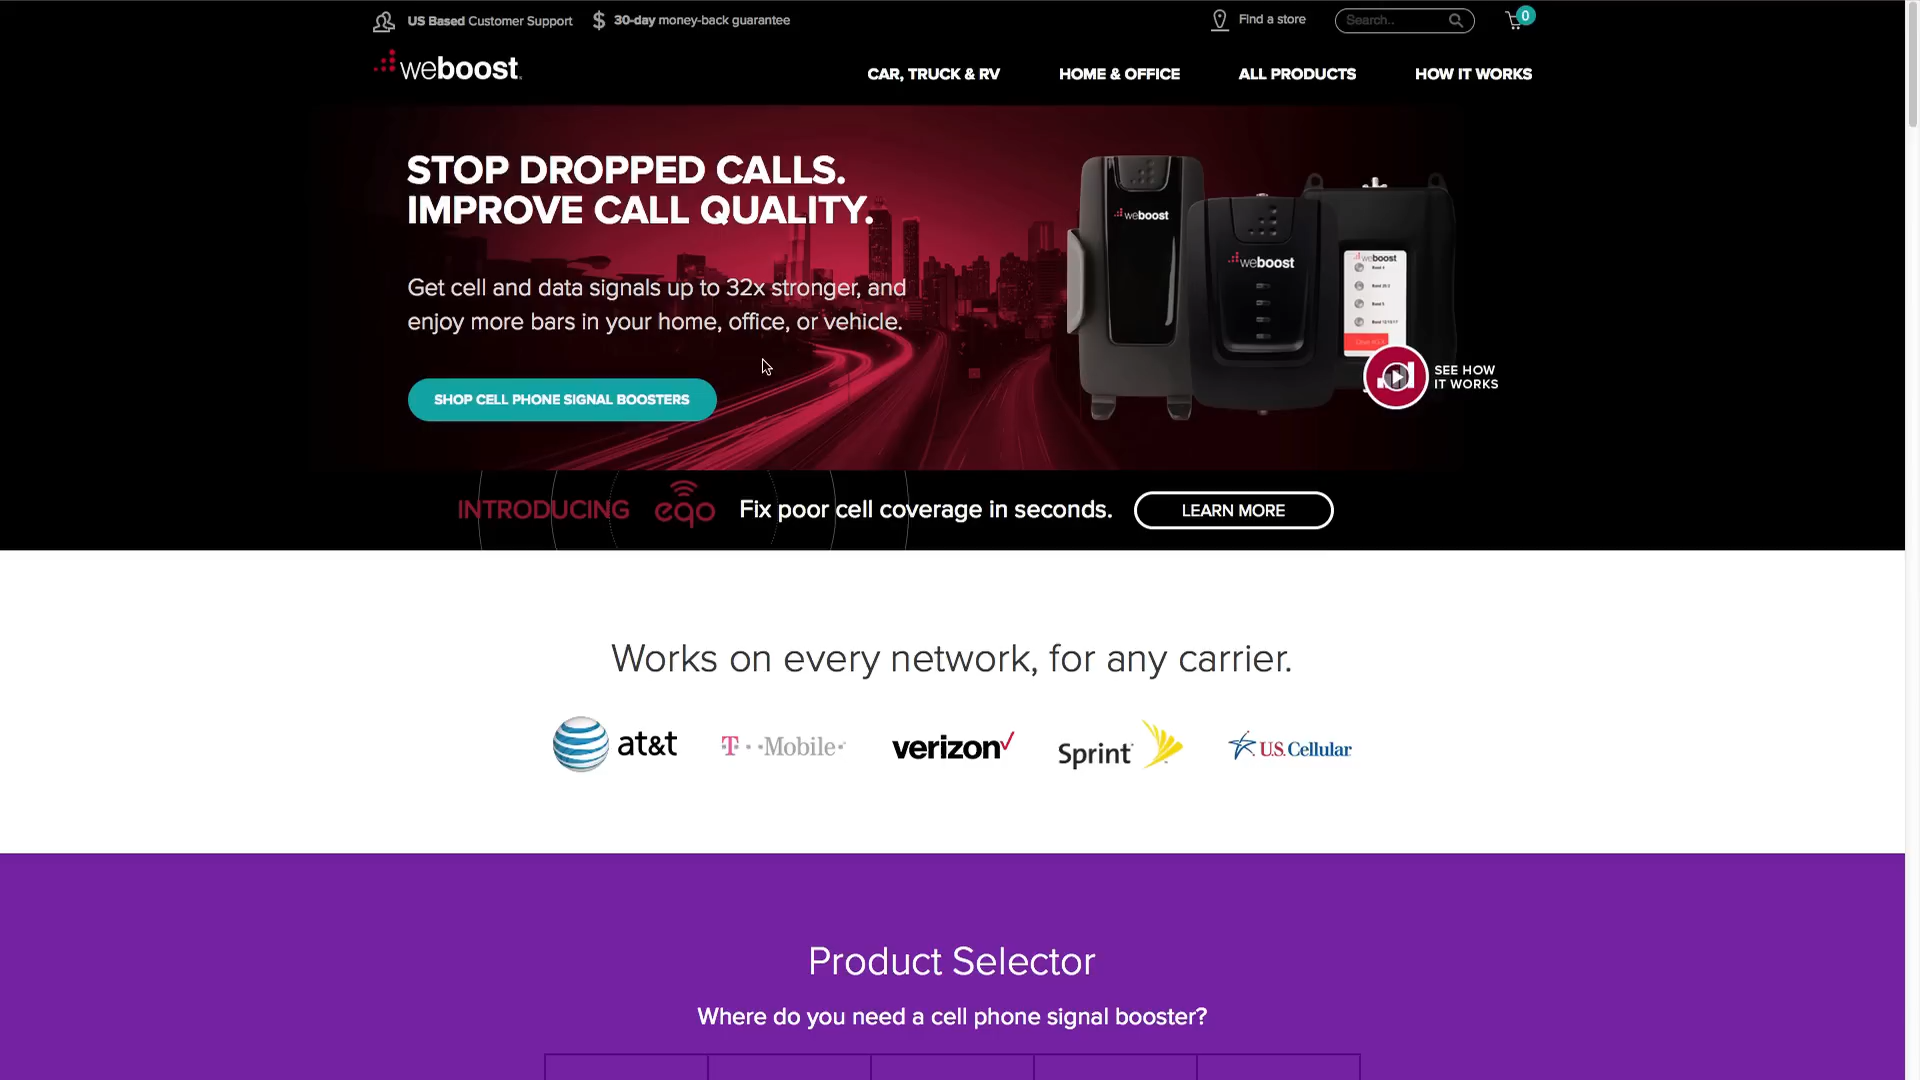 US Based Customer Support
30-day money-back guarantee
Find a store
Search..
0
weboost
CAR, TRUCK & RV
HOME & OFFICE
ALL PRODUCTS
HOW IT WORKS
STOP DROPPED CALLS.
IMPROVE CALL QUALITY.
Get cell and data signals up to 32x stronger, and
enjoy more bars in your home, office, or vehicle.
SHOP CELL PHONE SIGNAL BOOSTERS
weboost
weboost
weboost
SEE HOW
IT WORKS
INTRODUCING
eqo
Fix poor cell coverage in seconds.
LEARN MORE
Works on every network, for any carrier.
at&t
T··Mobile·
verizon
Sprint
U.S. Cellular
Product Selector
Where do you need a cell phone signal booster?